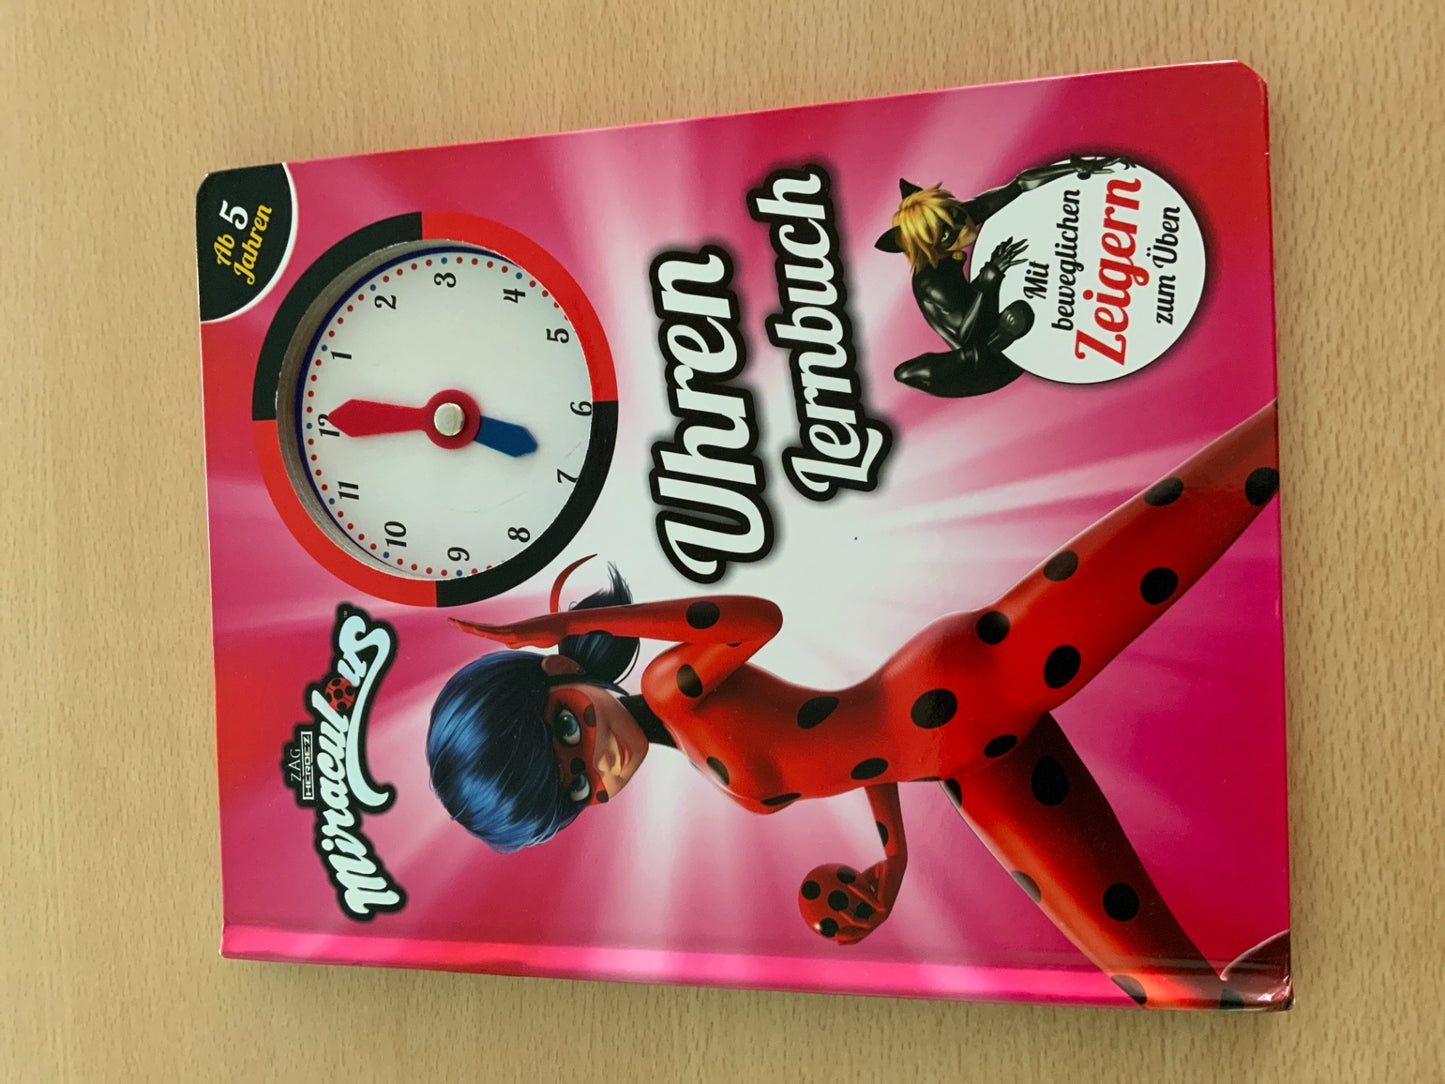 ZAG
HEROEZ
Miraculous™
Ab 5
Jahren
12
1
2
3
4
5
6
7
8
9
10
11
Uhren
Lernbuch
Mit
beweglichen
Zeigern
zum Üben